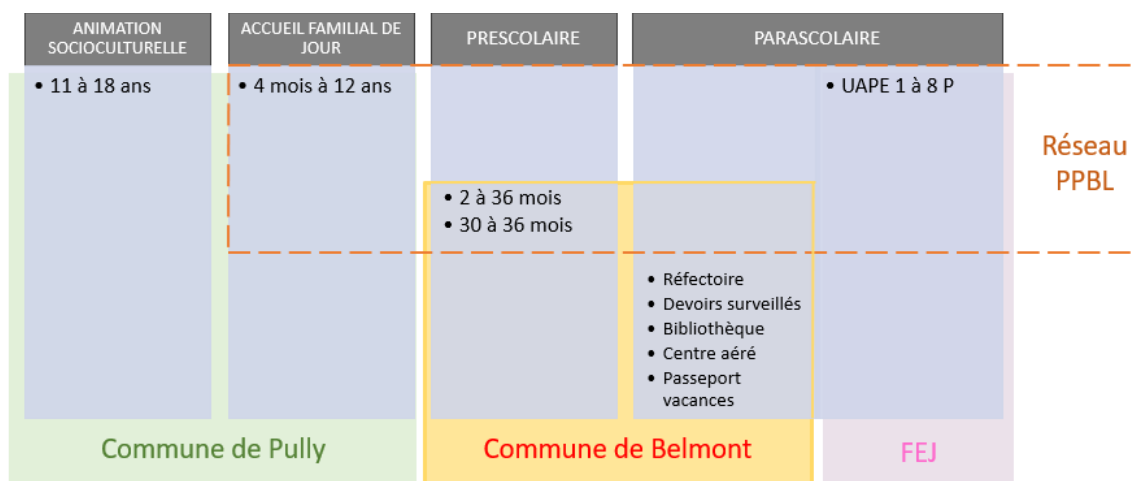 ANIMATION
SOCIOCULTURELLE
ACCUEIL FAMILIAL DE
JOUR
PRESCOLAIRE
PARASCOLAIRE
• 11 à 18 ans
• 4 mois à 12 ans
• UAPE 1 à 8 P
Réseau
PPBL
• 2 à 36 mois
• 30 à 36 mois
• Réfectoire
• Devoirs surveillés
• Bibliothèque
• Centre aéré
• Passeport
vacances
Commune de Pully
Commune de Belmont
FEJ